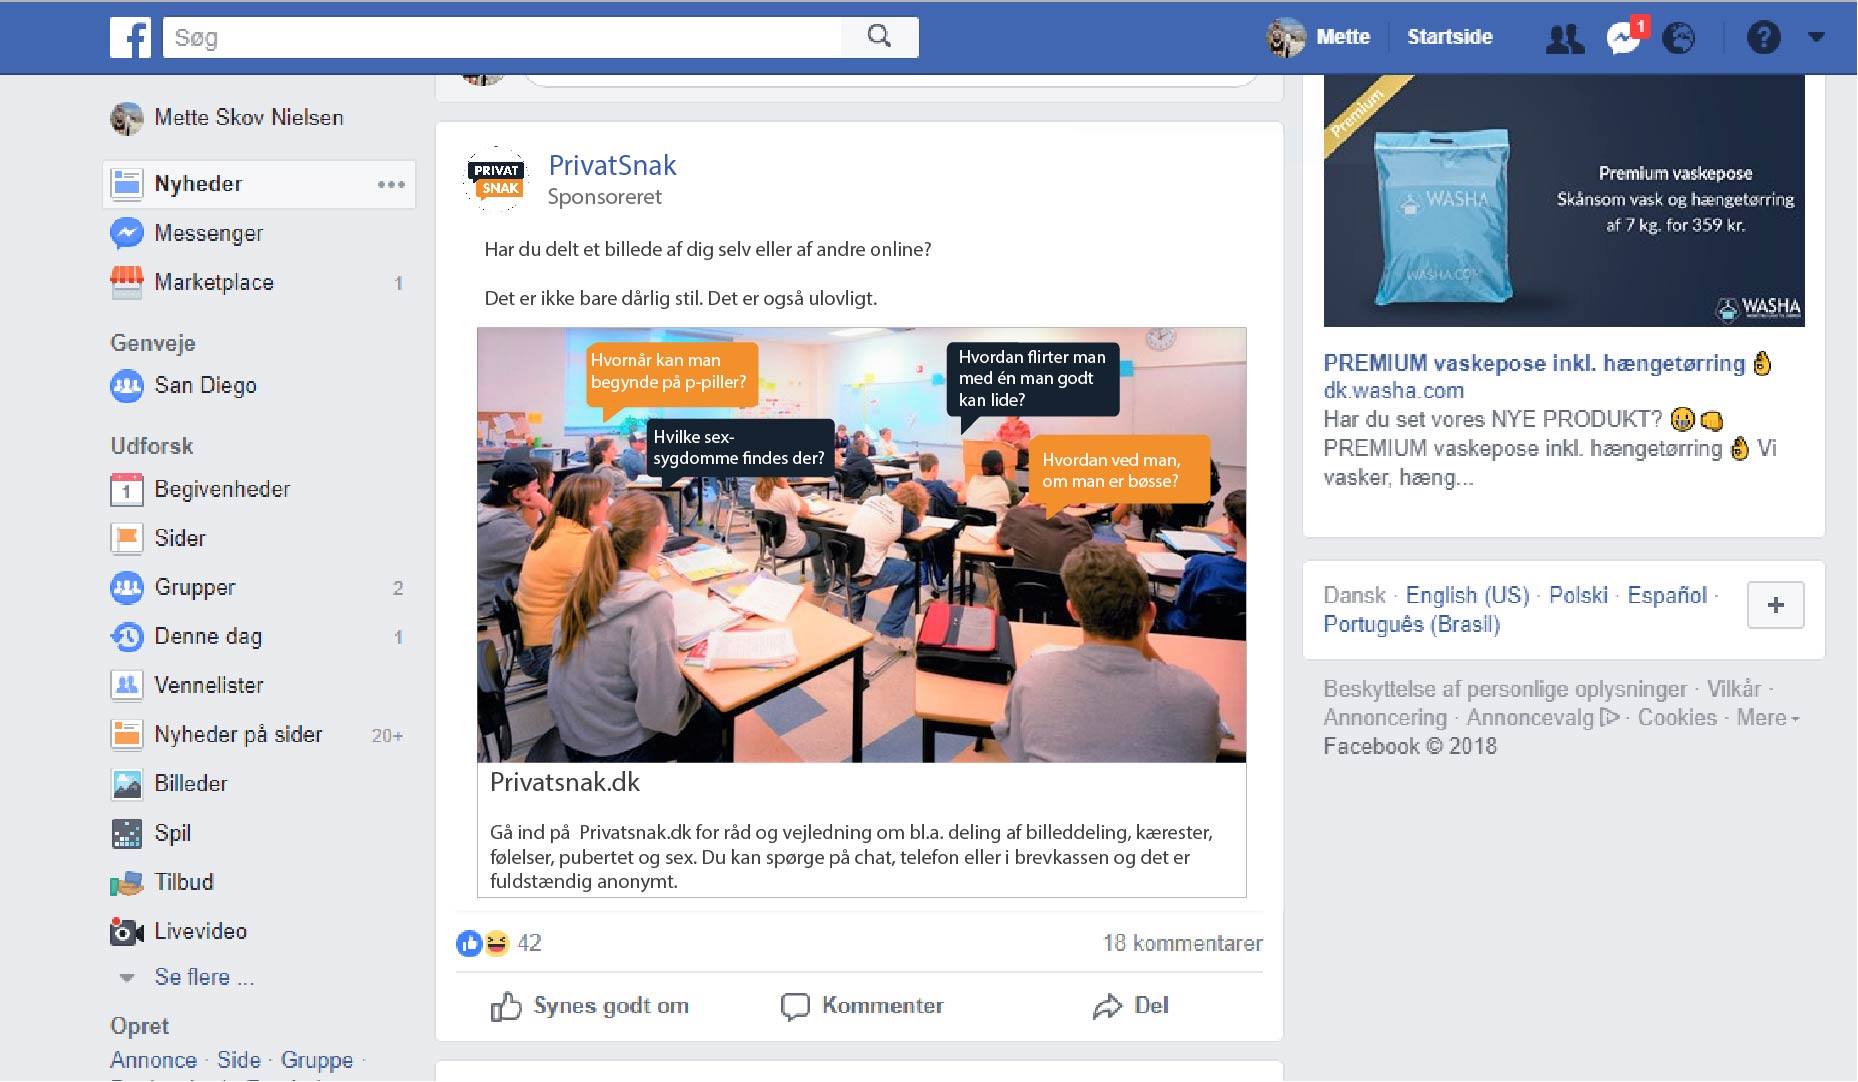 Søg
Mette
Startside
1
Mette Skov Nielsen
Nyheder
Messenger
Marketplace 1
Genveje
San Diego
Udforsk
1
Begivenheder
Sider
Grupper 2
Denne dag 1
Vennelister
Nyheder på sider 20+
Billeder
Spil
Tilbud
Livevideo
Se flere ...
Opret
Annonce · Side · Gruppe ·
PRIVAT
SNAK
PrivatSnak
Sponsoreret
Har du delt et billede af dig selv eller af andre online?
Det er ikke bare dårlig stil. Det er også ulovligt.
Hvornår kan man
begynde på p-piller?
Hvilke sex-
sygdomme findes der?
Hvordan flirter man
med én man godt
kan lide?
Hvordan ved man,
om man er bøsse?
Privatsnak.dk
Gå ind på Privatsnak.dk for råd og vejledning om bl.a. deling af billeddeling, kærester,
følelser, pubertet og sex. Du kan spørge på chat, telefon eller i brevkassen og det er
fuldstændig anonymt.
42
18 kommentarer
Synes godt om
Kommenter
Del
Premium
WASHA
WASHA.COM
Premium vaskepose
Skånsom vask og hængetørring
af 7 kg. for 359 kr.
WASHA
PREMIUM vaskepose inkl. hængetørring 👌
dk.washa.com
Har du set vores NYE PRODUKT? 😀👊
PREMIUM vaskepose inkl. hængetørring 👌 Vi
vasker, hæng...
Dansk · English (US) · Polski · Español ·
Português (Brasil)
Beskyttelse af personlige oplysninger · Vilkår ·
Annoncering · Annoncevalg · Cookies · Mere
Facebook © 2018